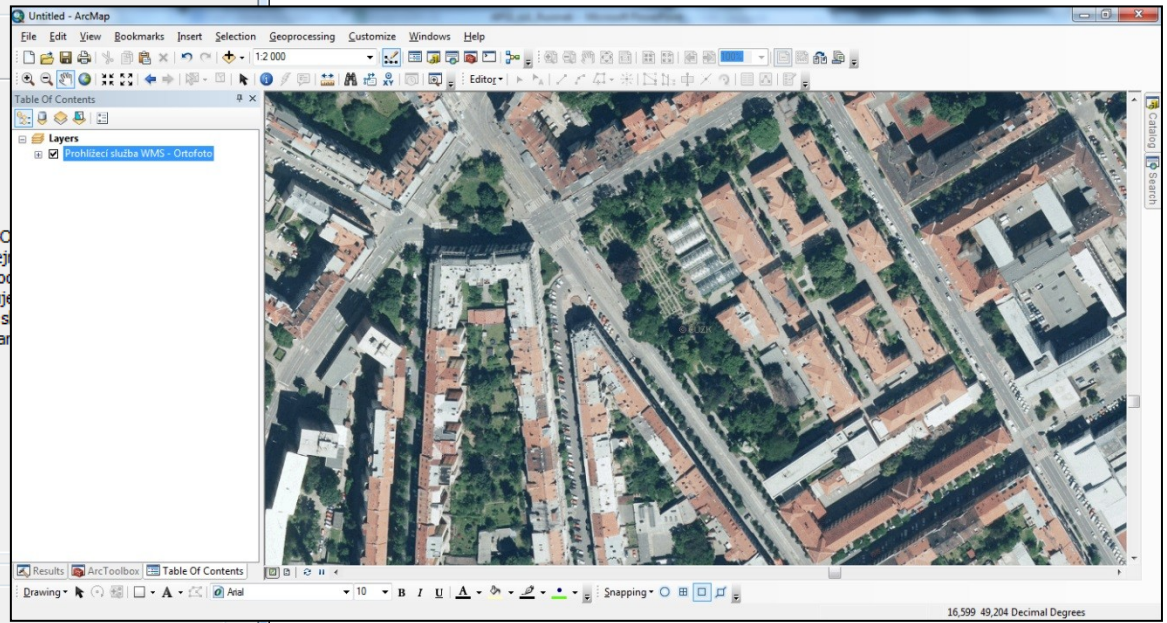 Untitled - ArcMap
File Edit View Bookmarks Insert Selection Geoprocessing Customize Windows Help
1:2 000
100%
Editor
Table Of Contents
Layers
Prohlížecí služba WMS - Ortofoto
Catalog
Search
© ČÚZK
Results ArcToolbox Table Of Contents
Drawing A Arial 10 B I U A Snapping
16,599 49,204 Decimal Degrees